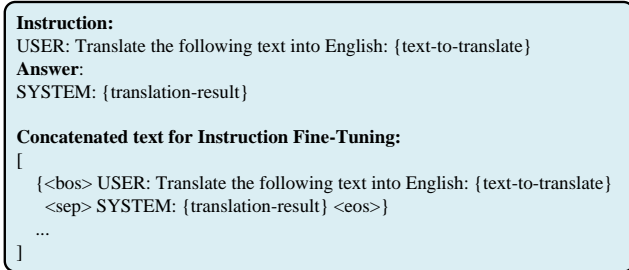 Instruction:
USER: Translate the following text into English: {text-to-translate}
Answer:
SYSTEM: {translation-result}
Concatenated text for Instruction Fine-Tuning:
[
{<bos> USER: Translate the following text into English: {text-to-translate}
<sep> SYSTEM: {translation-result} <eos>}
...
]